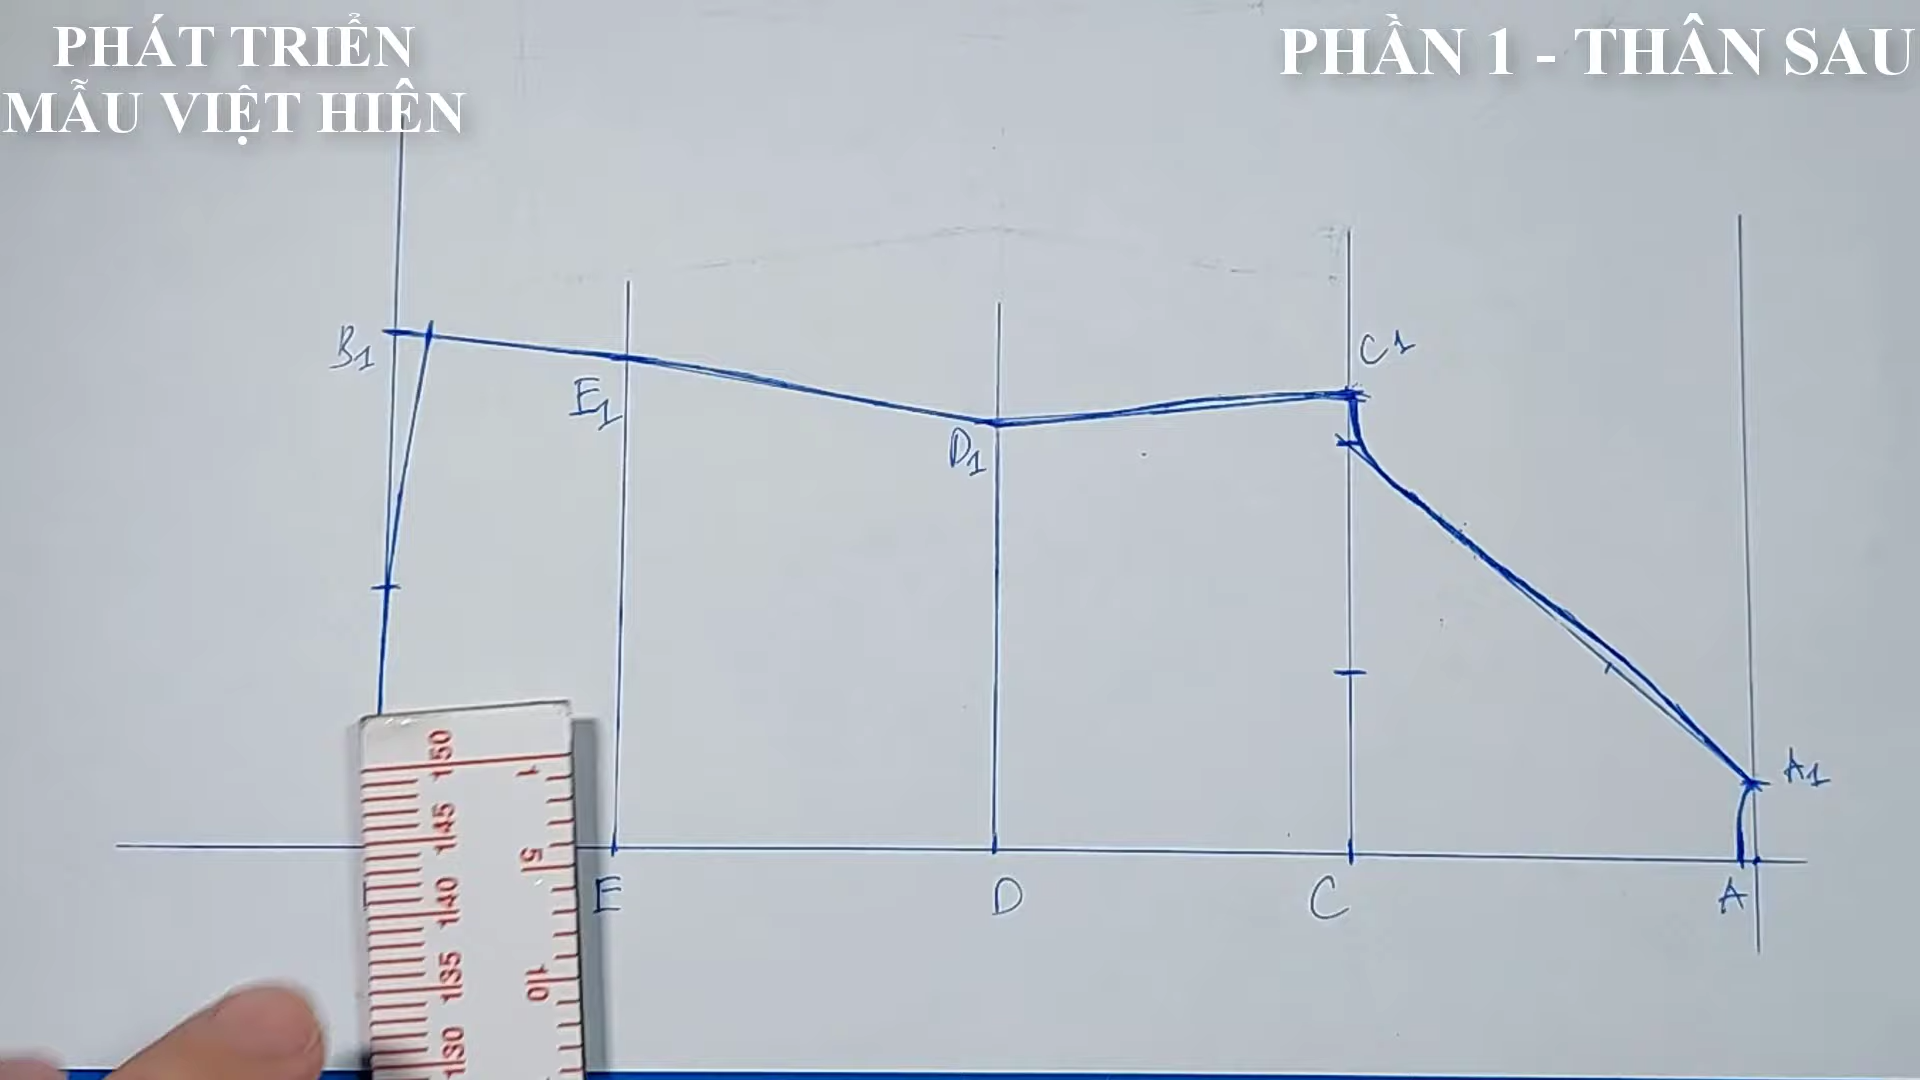 PHÁT TRIỂN
MẪU VIỆT HIÊN
PHẦN 1 - THÂN SAU
B1
E1
D1
C1
A1
E
D
C
A
150
145
140
135
130
1
5
10